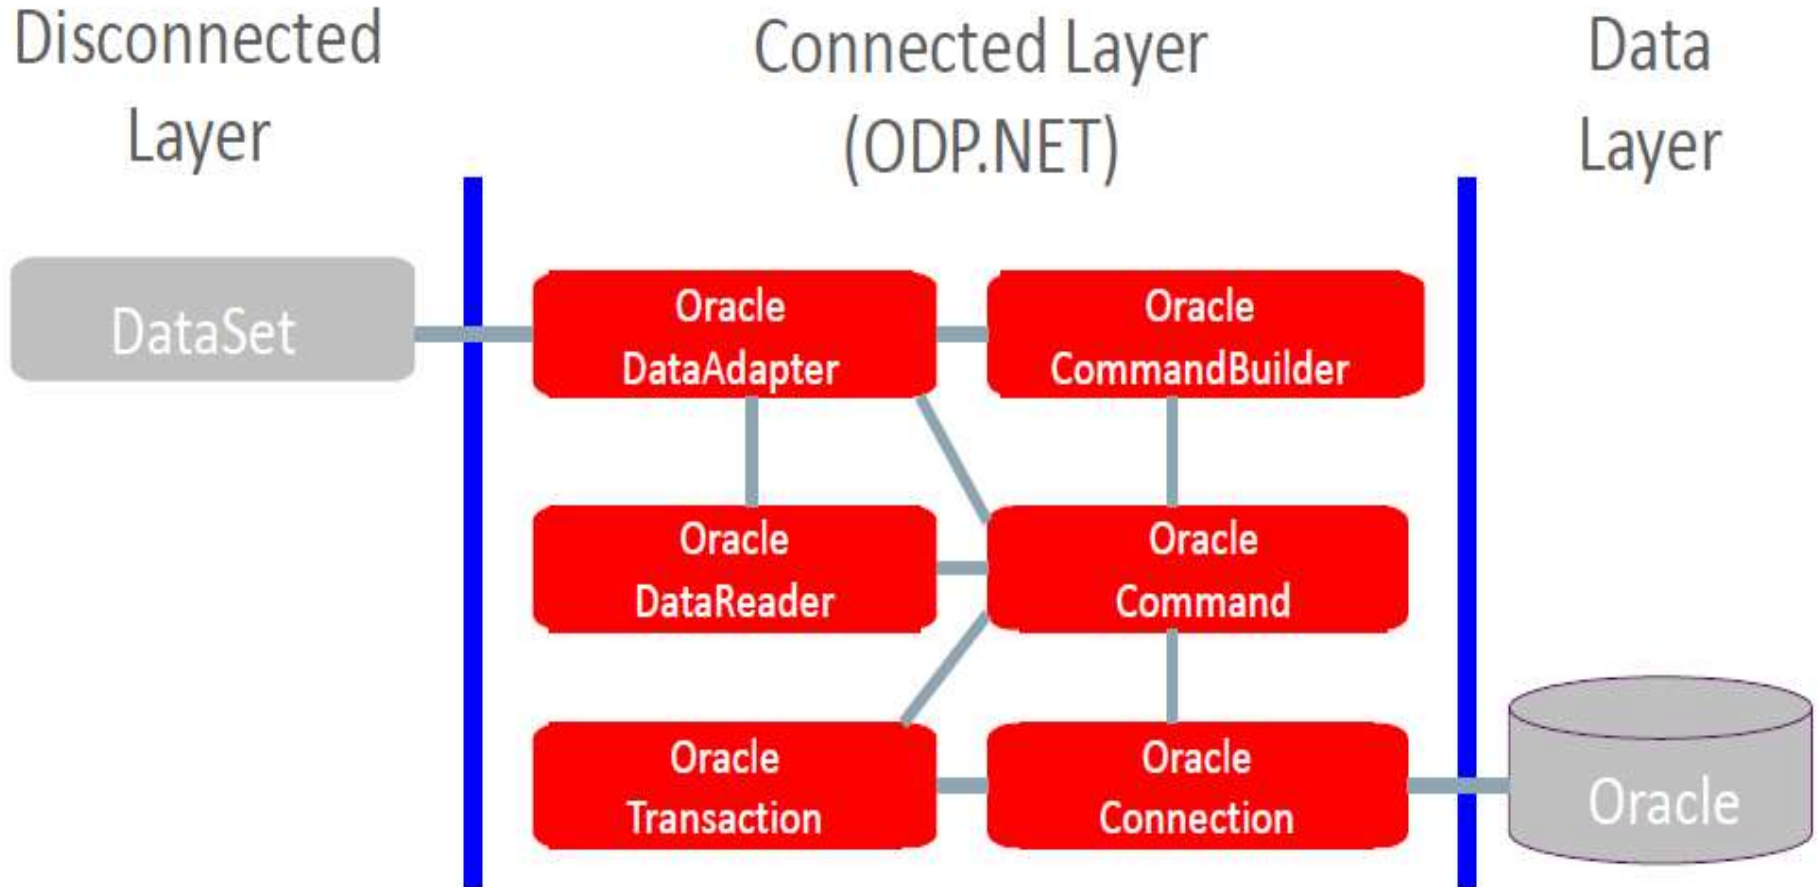 Disconnected
Layer
Connected Layer
(ODP.NET)
Data
Layer
DataSet
Oracle
DataAdapter
Oracle
CommandBuilder
Oracle
DataReader
Oracle
Command
Oracle
Transaction
Oracle
Connection
Oracle